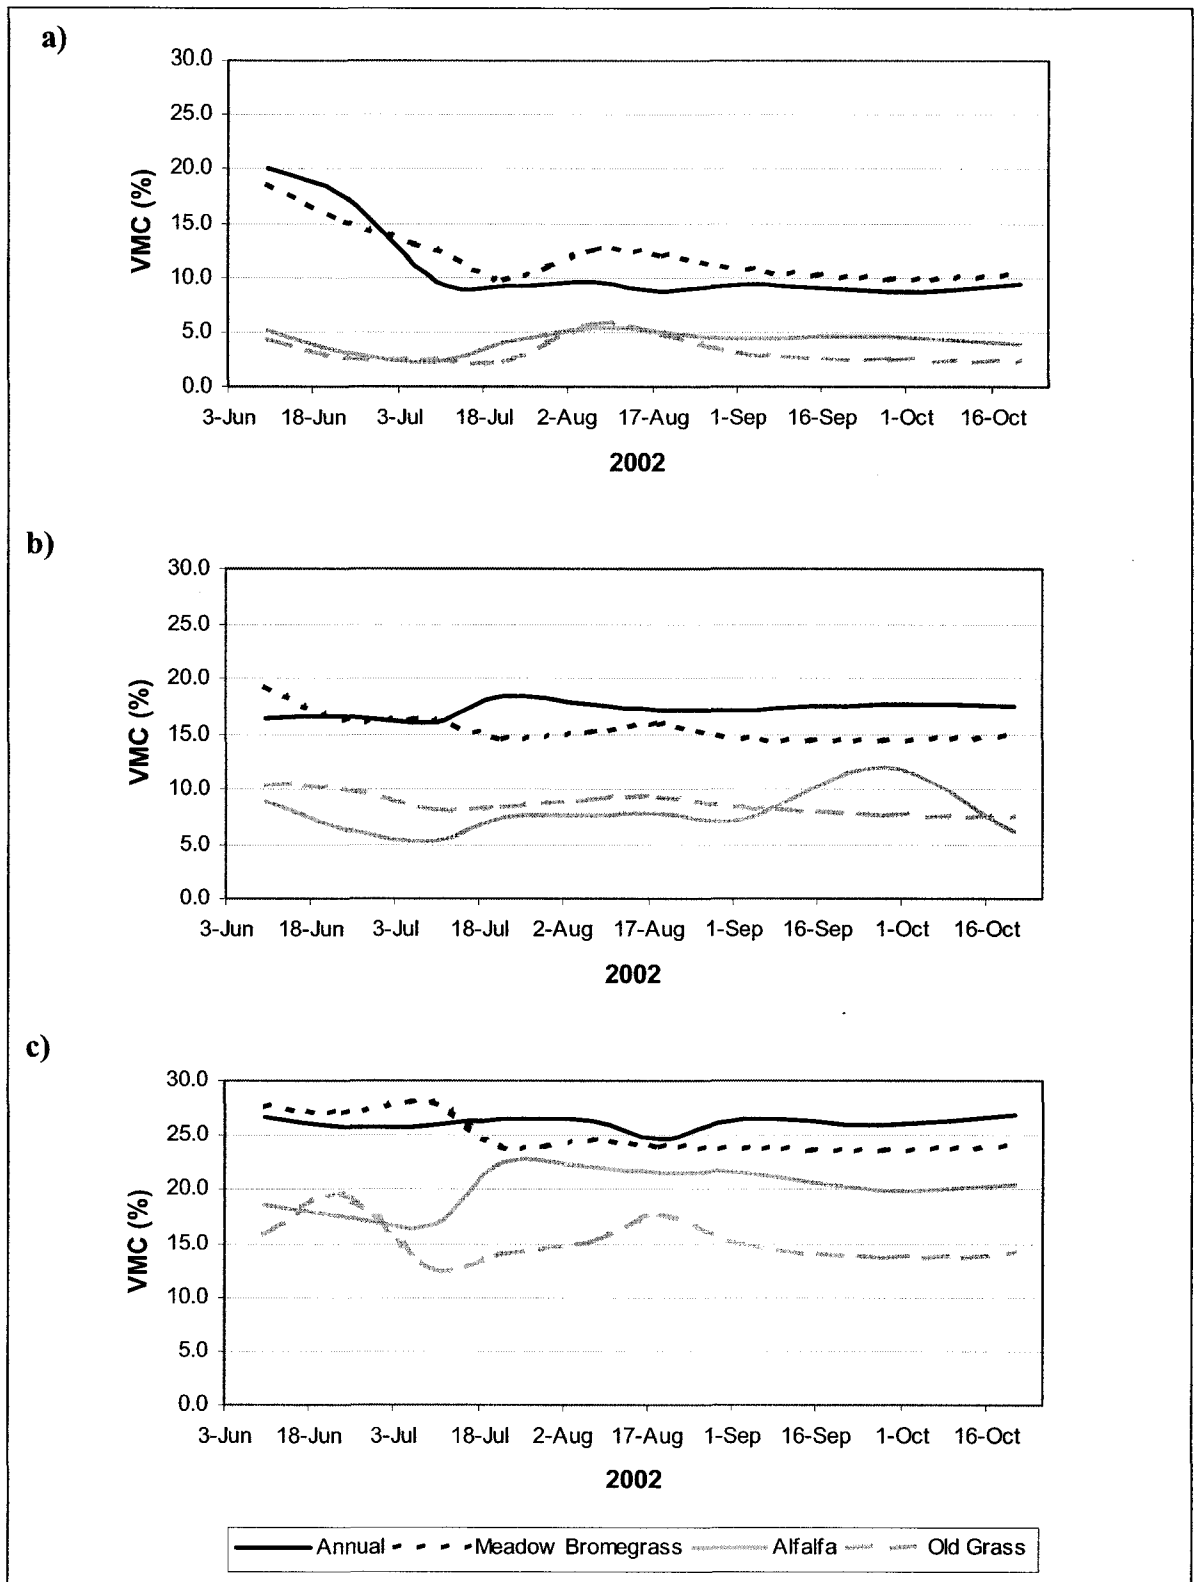 a)
30.0
25.0
20.0
15.0
10.0
5.0
0.0
VMC (%)
3-Jun 18-Jun 3-Jul 18-Jul 2-Aug 17-Aug 1-Sep 16-Sep 1-Oct 16-Oct
2002
b)
30.0
25.0
20.0
15.0
10.0
5.0
0.0
VMC (%)
3-Jun 18-Jun 3-Jul 18-Jul 2-Aug 17-Aug 1-Sep 16-Sep 1-Oct 16-Oct
2002
c)
30.0
25.0
20.0
15.0
10.0
5.0
0.0
VMC (%)
3-Jun 18-Jun 3-Jul 18-Jul 2-Aug 17-Aug 1-Sep 16-Sep 1-Oct 16-Oct
2002
Annual Meadow Bromegrass Alfalfa Old Grass